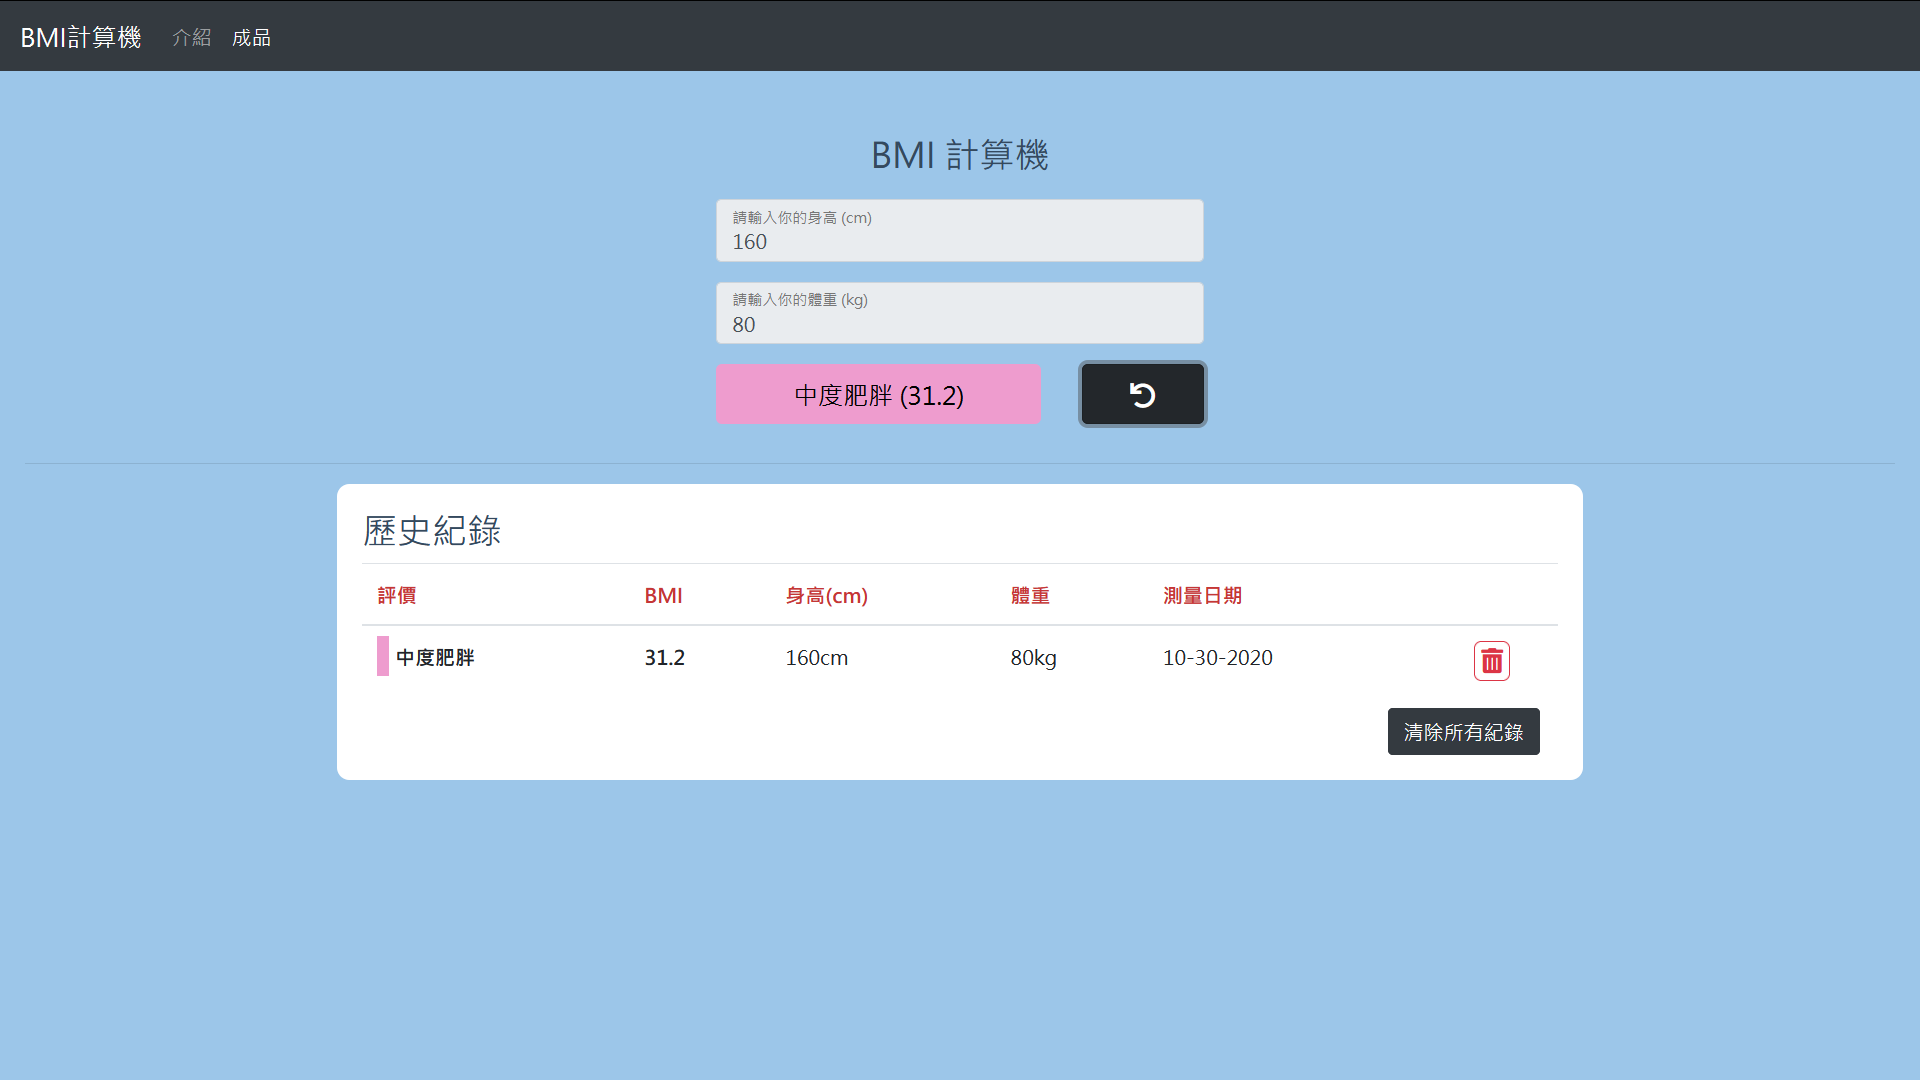 BMI計算機 介紹 成品
BMI 計算機
請輸入你的身高 (cm)
160
請輸入你的體重 (kg)
80
中度肥胖 (31.2)
歷史紀錄
評價 BMI 身高(cm) 體重 測量日期
中度肥胖 31.2 160cm 80kg 10-30-2020
清除所有紀錄